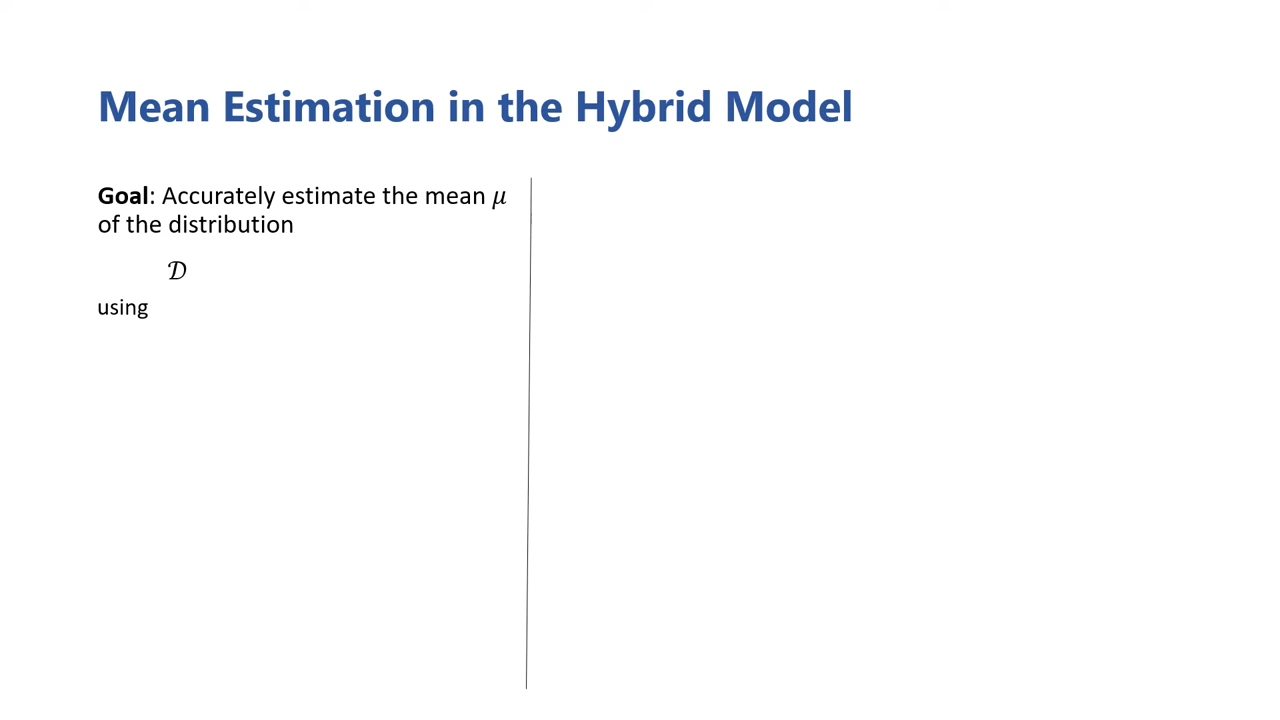 Mean Estimation in the Hybrid Model
Goal: Accurately estimate the mean 𝜇
of the distribution
𝒟
using